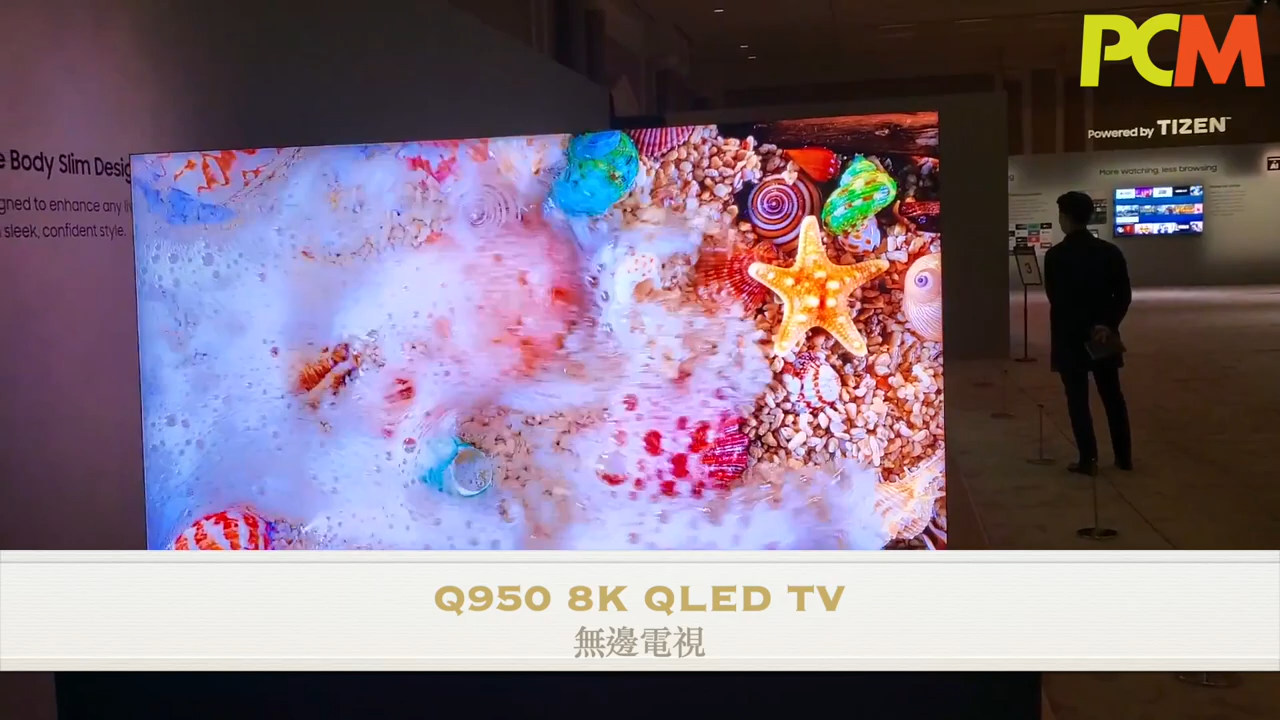 PCM
Powered by TIZEN™
e Body Slim Desig
gned to enhance any li
sleek, confident style.
More watching, less browsing
3
Q950 8K QLED TV
無邊電視